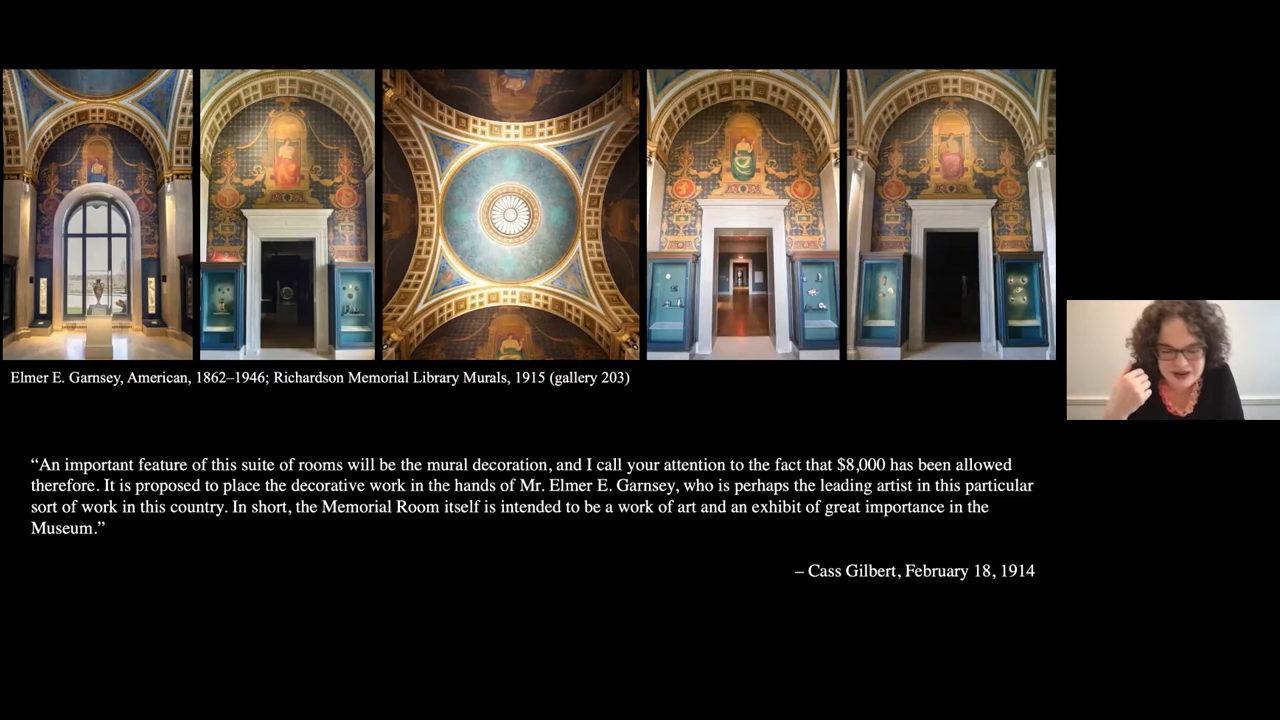 Elmer E. Garnsey, American, 1862–1946; Richardson Memorial Library Murals, 1915 (gallery 203)
“An important feature of this suite of rooms will be the mural decoration, and I call your attention to the fact that $8,000 has been allowed
therefore. It is proposed to place the decorative work in the hands of Mr. Elmer E. Garnsey, who is perhaps the leading artist in this particular
sort of work in this country. In short, the Memorial Room itself is intended to be a work of art and an exhibit of great importance in the
Museum.”
– Cass Gilbert, February 18, 1914